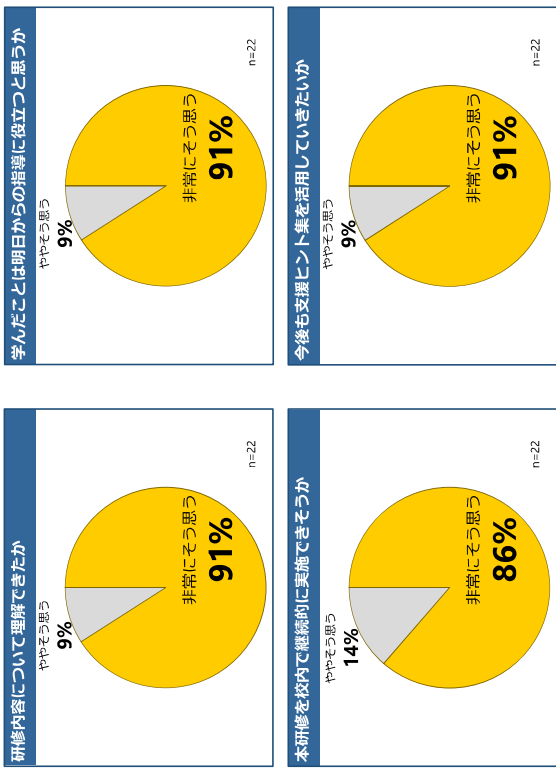 研修内容について理解できたか
ややそう思う
9%
非常にそう思う
91%
n=22
学んだことは明日からの指導に役立つと思うか
ややそう思う
9%
非常にそう思う
91%
n=22
本研修を校内で継続的に実施できそうか
ややそう思う
14%
非常にそう思う
86%
n=22
今後も支援ヒント集を活用していきたいか
ややそう思う
9%
非常にそう思う
91%
n=22